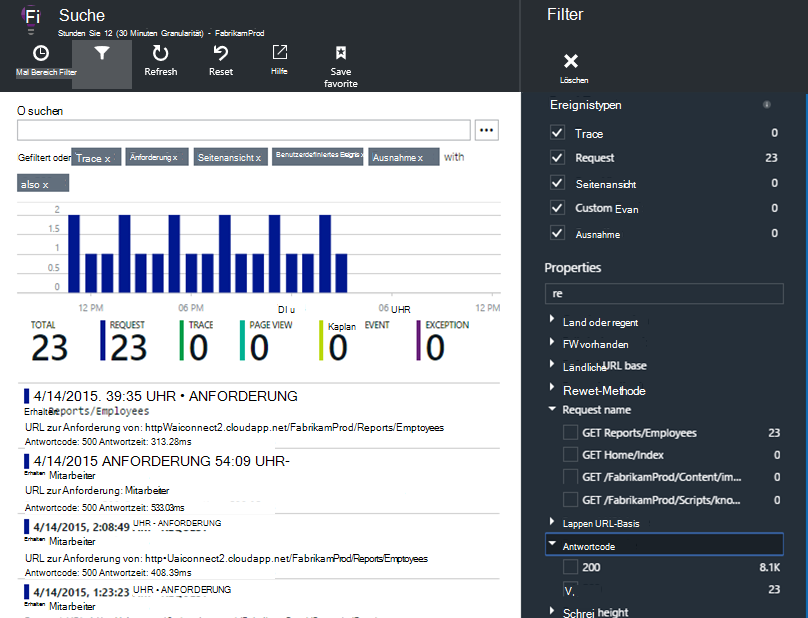 Fi Suche
Stunden Sie 12 (30 Minuten Granularität) - FabrikamProd
Mal Bereich Filter Refresh Reset Hilfe Save favorite
O suchen
Gefiltert oder Trace x Anforderung x Seitenansicht x Benutzerdefiniertes Eregnis x Ausnahme x with
also x
2
1.5
1
0.5
0
12 PM 06 PM DI u 06 UHR 12 PM
TOTAL REQUEST TRACE PAGE VIEW Kaplan EVENT EXCEPTION
23 23 0 0 0 0
4/14/2015. 39:35 UHR • ANFORDERUNG
Erhalten Reports/Employees
URL zur Anforderung von: httpWaiconnect2.cloudapp.net/FabrikamProd/Reports/Eemptoyees
Antwortcode: 500 Antwortzeit: 313.28ms
4/14/2015 ANFORDERUNG 54:09 UHR-
Erhalten Mitarbeiter
URL zur Anforderung: Mitarbeiter
Antwortcode: 500 Antwortzeit: 533.03ms
4/14/2015, 2:08:49 UHR - ANFORDERUNG
Erhalten Mitarbeiter
URL zur Anforderung von: http•Uaiconnect2.cloudapp.net/FabrikamProd/Reports/Emptoyees
Antwortcode: 500 Antwortzeit: 408.39ms
4/14/2015, 1:23:23 UHR - ANFORDERUNG
Erhalten Mitarbeiter
Filter
Löschen
Ereignistypen
Trace 0
Request 23
Seitenansicht 0
Custom Evan 0
Ausnahme 0
Properties
re
Land oder regent
FW vorhanden
Ländliche URL base
Rewet-Methode
Request name
GET Reports/Employees 23
GET Home/Index 0
GET /FabrikamProd/Content/im... 0
GET /FabrikamProd/Scripts/kno... 0
Lappen URL-Basis
Antwortcode
200 8.1K
V, 23
Schrei height